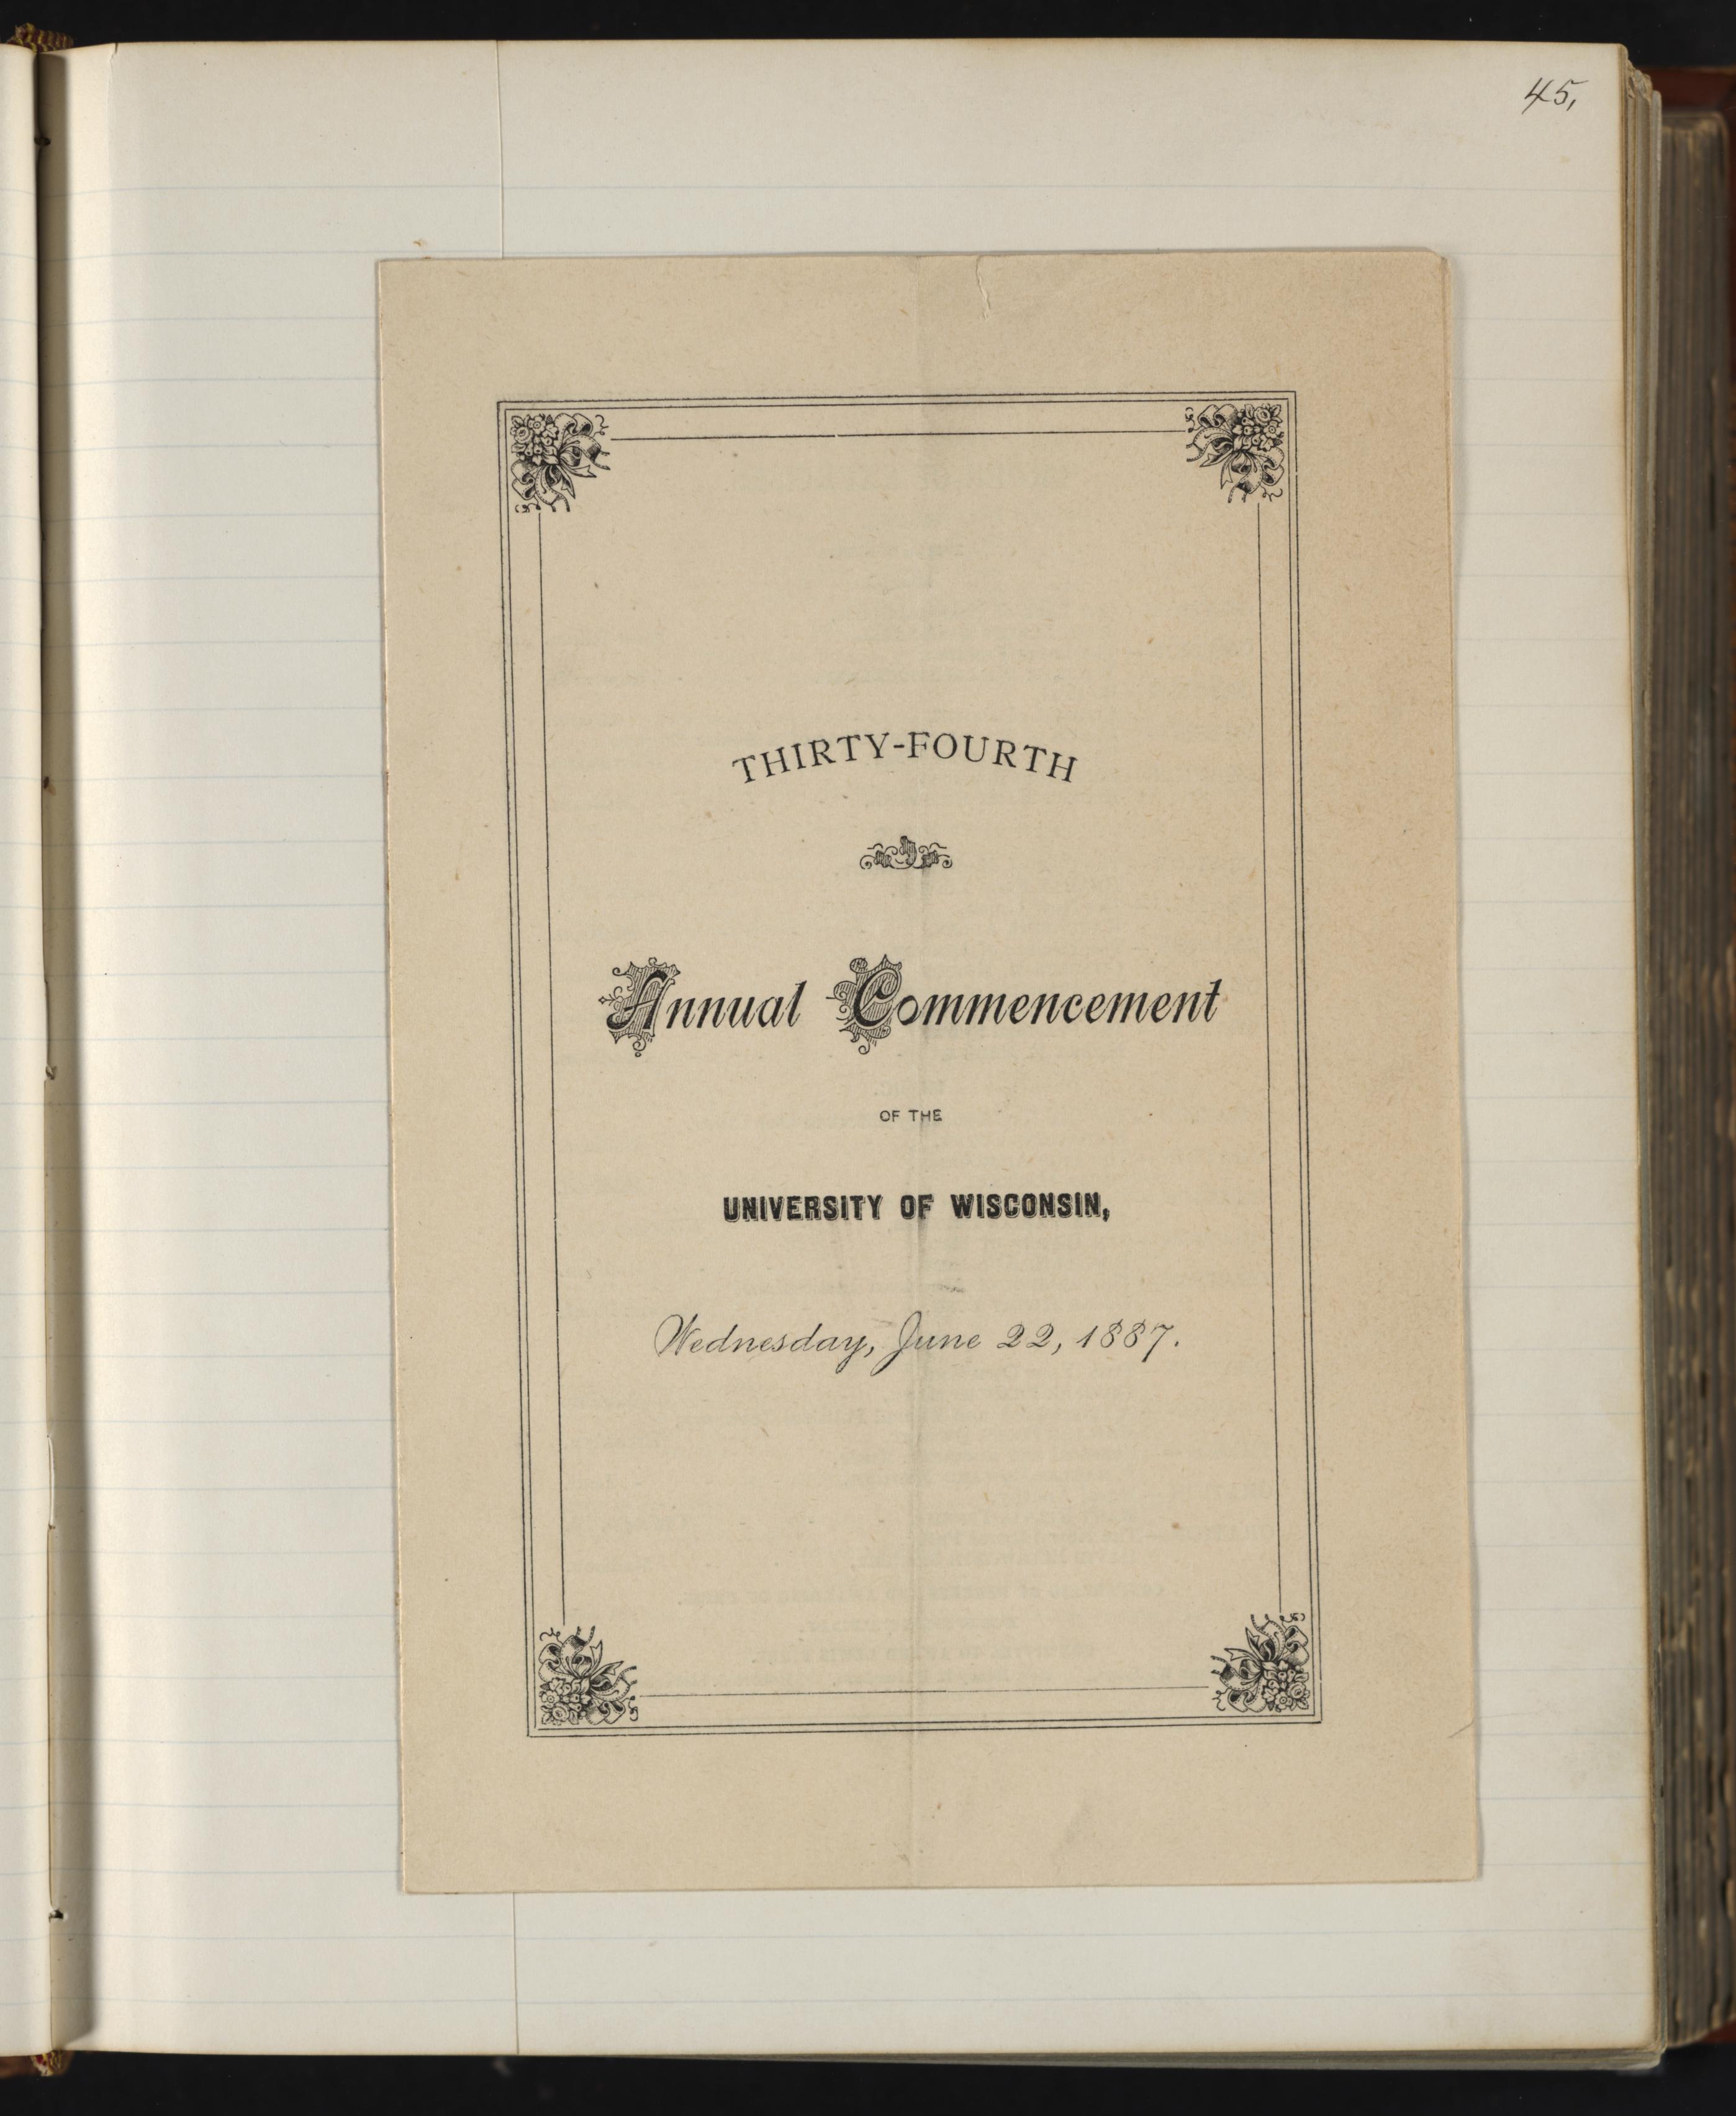 45,
THIRTY-FOURTH
Annual Commencement
OF THE
UNIVERSITY OF WISCONSIN,
Wednesday, June 22, 1887.